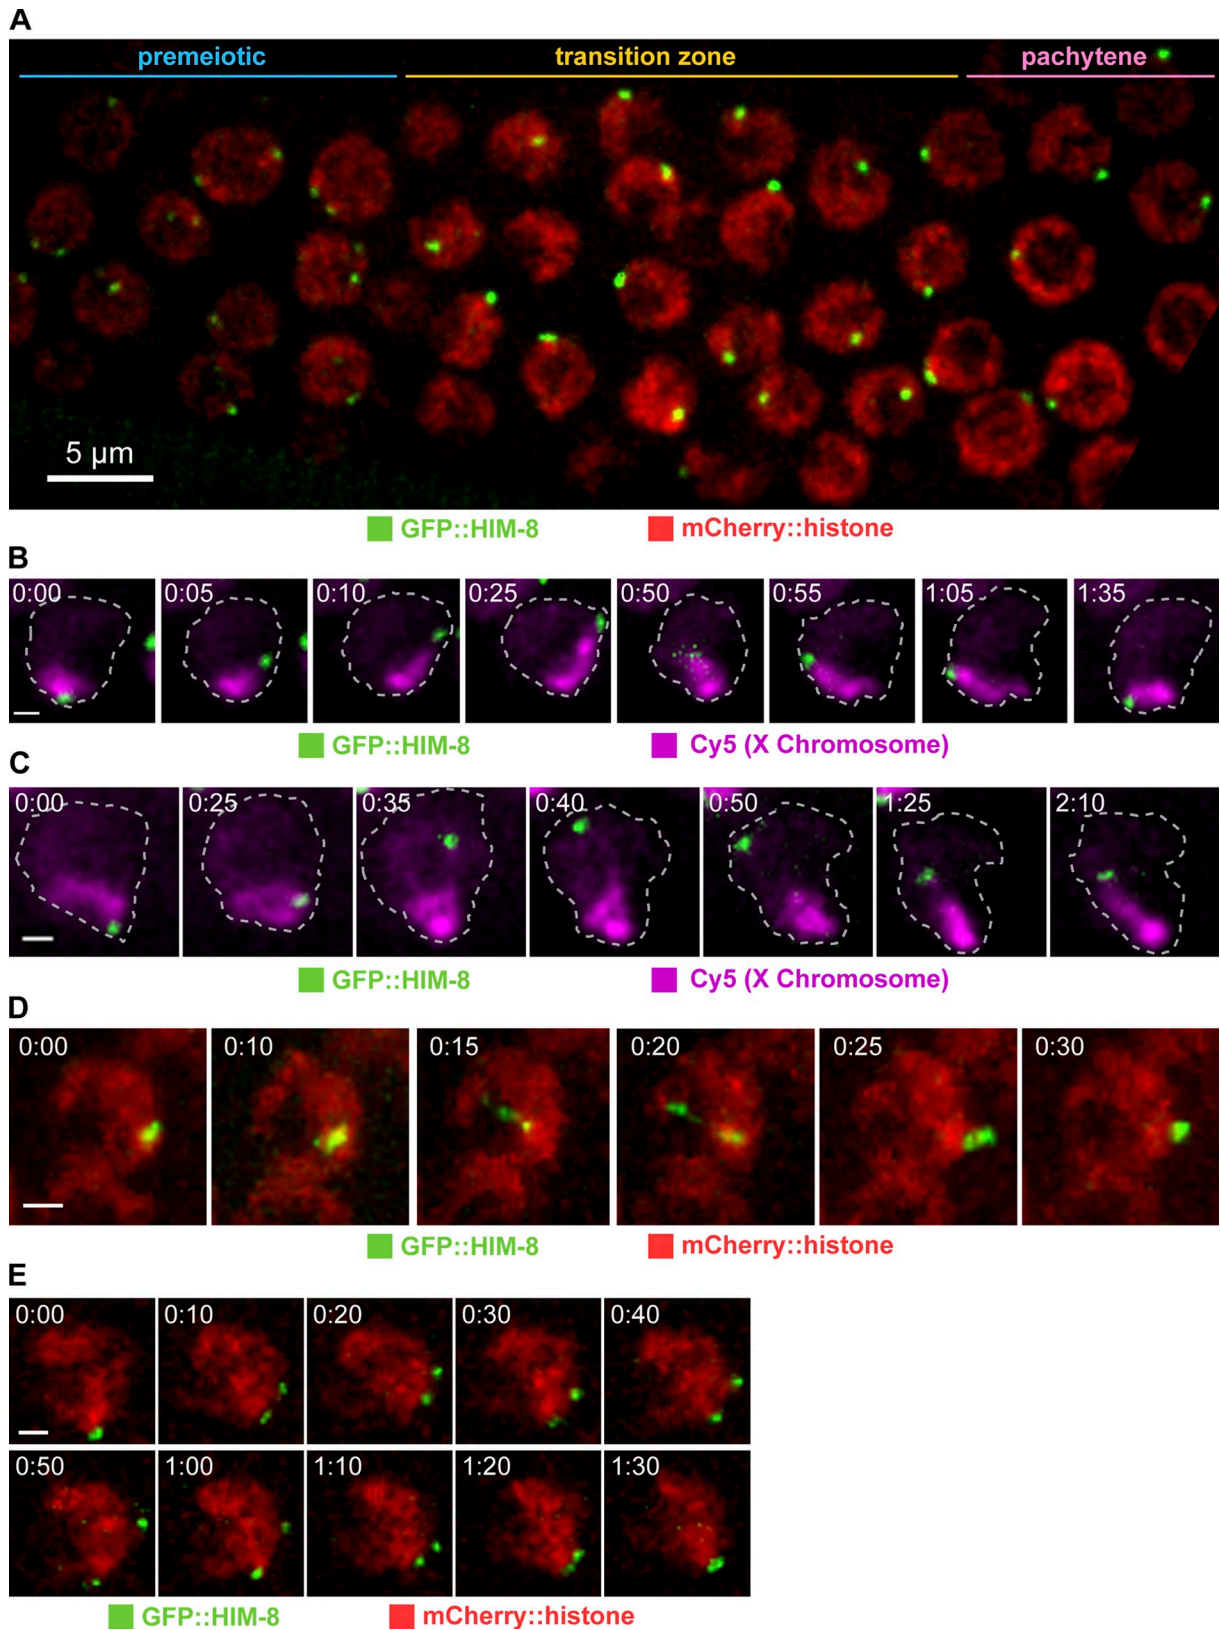 A
premeiotic transition zone pachytene
5 µm
GFP::HIM-8 mCherry::histone
B
0:00 0:05 0:10 0:25 0:50 0:55 1:05 1:35
GFP::HIM-8 Cy5 (X Chromosome)
C
0:00 0:25 0:35 0:40 0:50 1:25 2:10
GFP::HIM-8 Cy5 (X Chromosome)
D
0:00 0:10 0:15 0:20 0:25 0:30
GFP::HIM-8 mCherry::histone
E
0:00 0:10 0:20 0:30 0:40
0:50 1:00 1:10 1:20 1:30
GFP::HIM-8 mCherry::histone